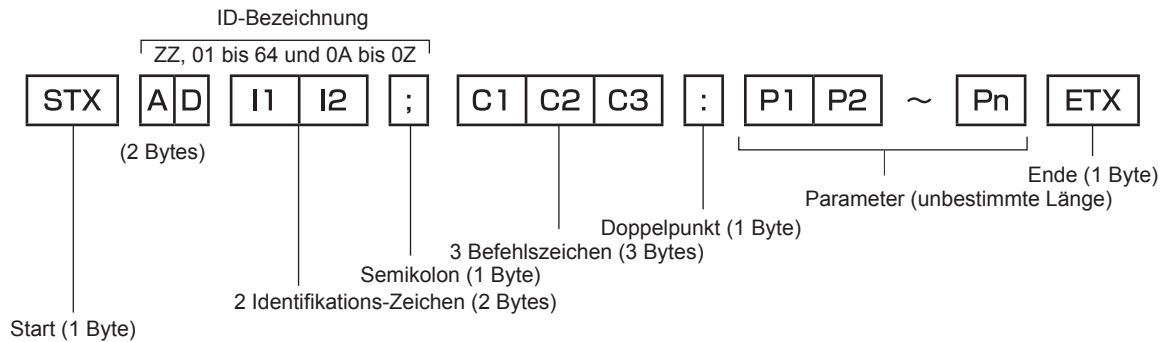 ID-Bezeichnung
ZZ, 01 bis 64 und 0A bis 0Z
STX A D I1 I2 ; C1 C2 C3 : P1 P2 ~ Pn ETX
(2 Bytes)
Ende (1 Byte)
Parameter (unbestimmte Länge)
Doppelpunkt (1 Byte)
3 Befehlszeichen (3 Bytes)
Semikolon (1 Byte)
2 Identifikations-Zeichen (2 Bytes)
Start (1 Byte)